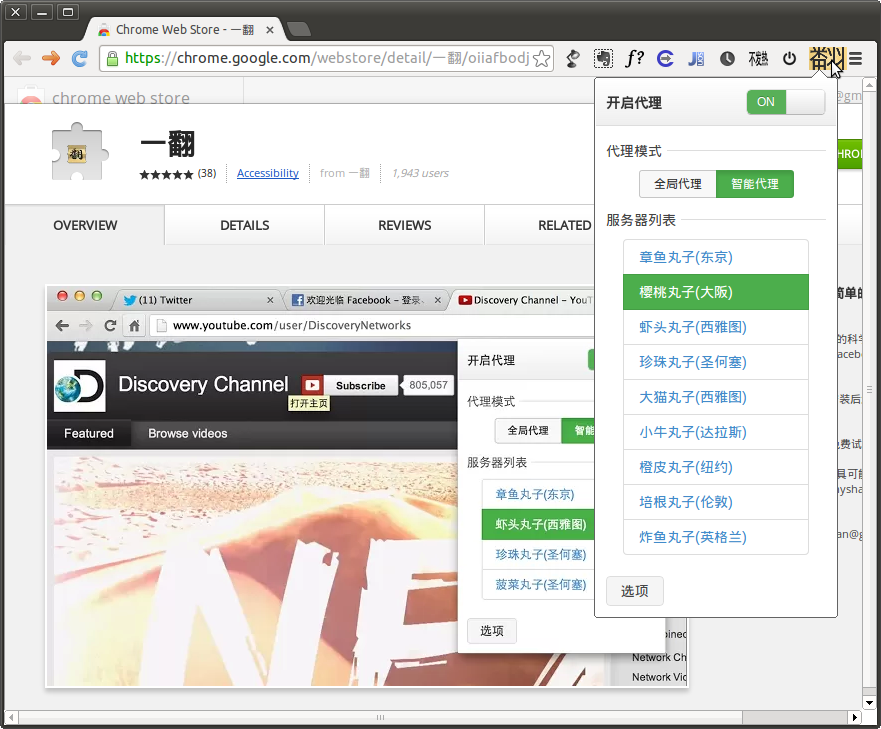 Chrome Web Store - 一翻
https://chrome.google.com/webstore/detail/一翻/oiiafbodj
f?
不熟
chrome web store
@gm
一翻
(38)
Accessibility
from 一翻
1,943 users
OVERVIEW
DETAILS
REVIEWS
RELATED
(11) Twitter
欢迎光临 Facebook - 登录、
Discovery Channel - YouT
www.youtube.com/user/DiscoveryNetworks
Discovery Channel
Subscribe
805,057
打开主页
Featured
Browse videos
NE
开启代理
代理模式
全局代理
智能
服务器列表
章鱼丸子(东京)
虾头丸子(西雅图)
珍珠丸子(圣何塞)
菠菜丸子(圣何塞)
选项
Network Ch
Network Vid
开启代理
ON
代理模式
全局代理
智能代理
服务器列表
章鱼丸子(东京)
樱桃丸子(大阪)
虾头丸子(西雅图)
珍珠丸子(圣何塞)
大猫丸子(西雅图)
小牛丸子(达拉斯)
橙皮丸子(纽约)
培根丸子(伦敦)
炸鱼丸子(英格兰)
选项
HRO
简单的
的科学
acebo
装后
免费试
具可能
aysha
an@g